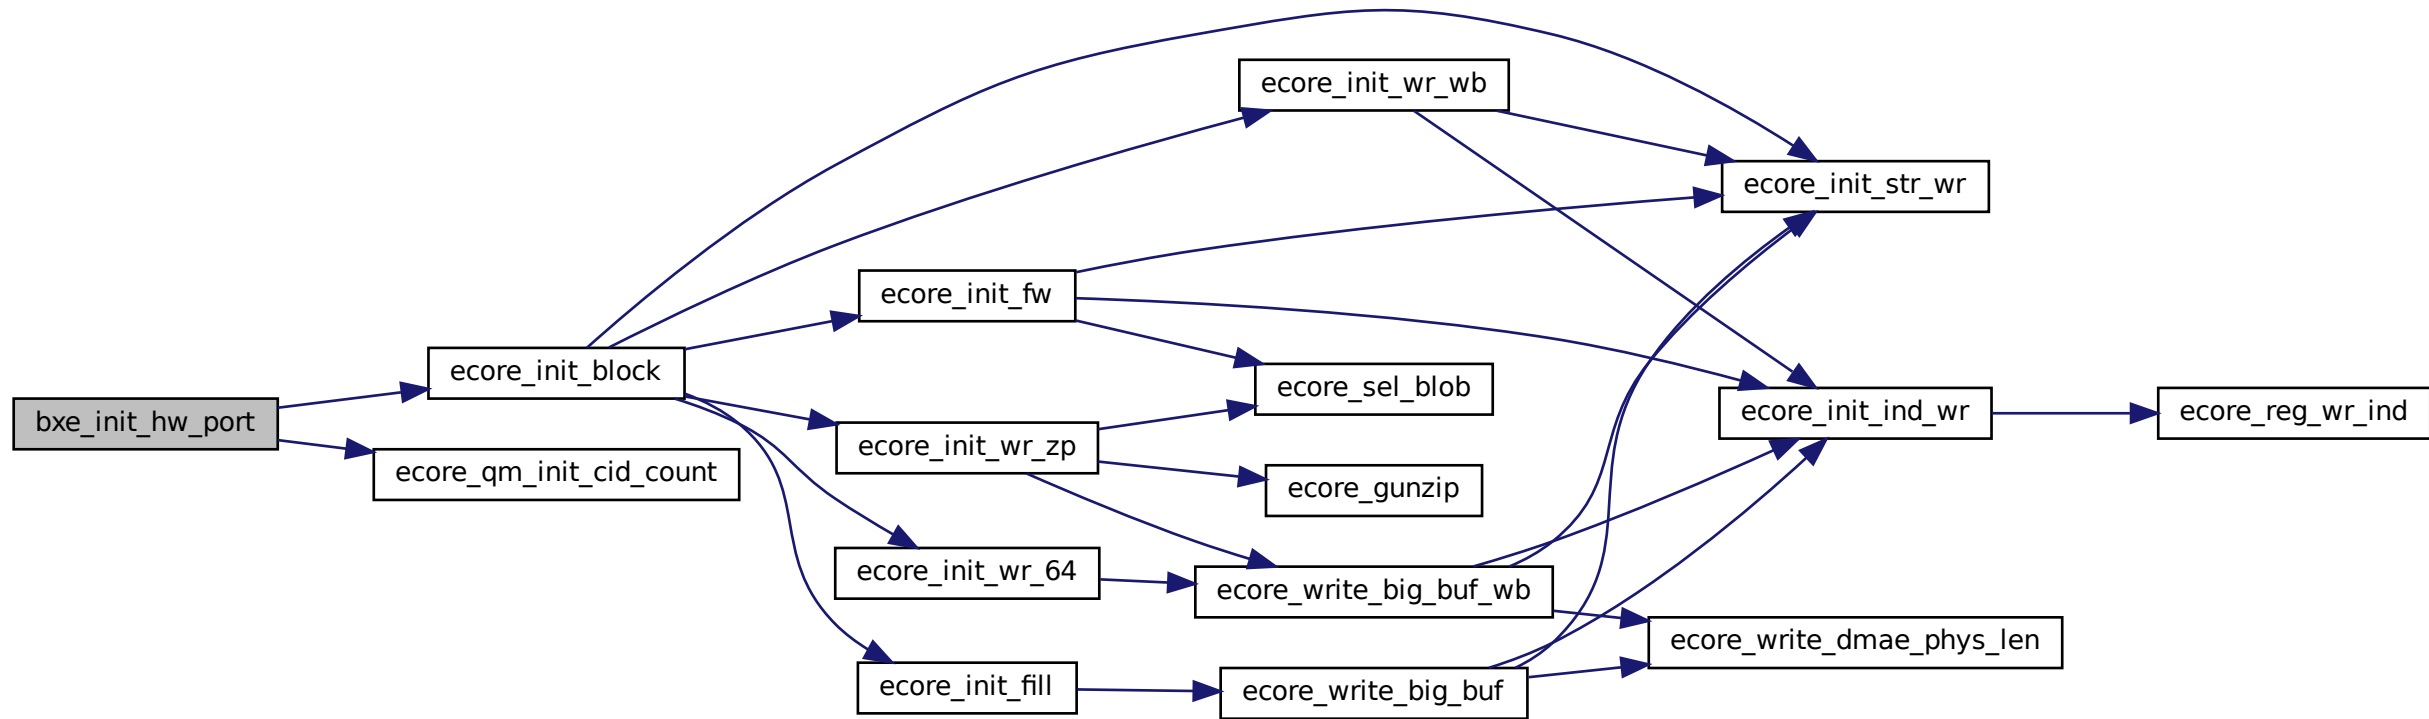 bxe_init_hw_port
ecore_init_block
ecore_qm_init_cid_count
ecore_init_wr_wb
ecore_init_str_wr
ecore_init_fw
ecore_sel_blob
ecore_init_ind_wr
ecore_reg_wr_ind
ecore_init_wr_zp
ecore_gunzip
ecore_init_wr_64
ecore_write_big_buf_wb
ecore_write_dmae_phys_len
ecore_init_fill
ecore_write_big_buf